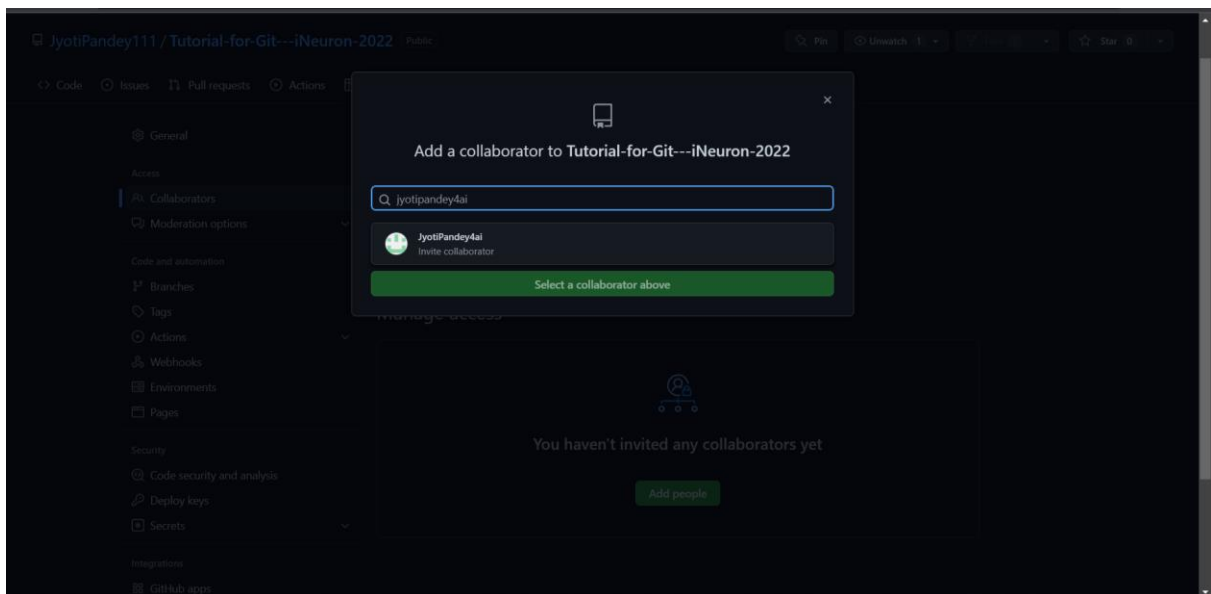 JyotiPandey111 / Tutorial-for-Git---iNeuron-2022 Public
Pin Unwatch 1 Star 0
Code Issues Pull requests Actions
General
Access
Collaborators
Moderation options
Code and automation
Branches
Tags
Actions
Webhooks
Environments
Pages
Security
Code security and analysis
Deploy keys
Secrets
Integrations
GitHub apps
Add a collaborator to Tutorial-for-Git---iNeuron-2022
jyotipandey4ai
JyotiPandey4ai
Invite collaborator
Select a collaborator above
Manage access
You haven't invited any collaborators yet
Add people